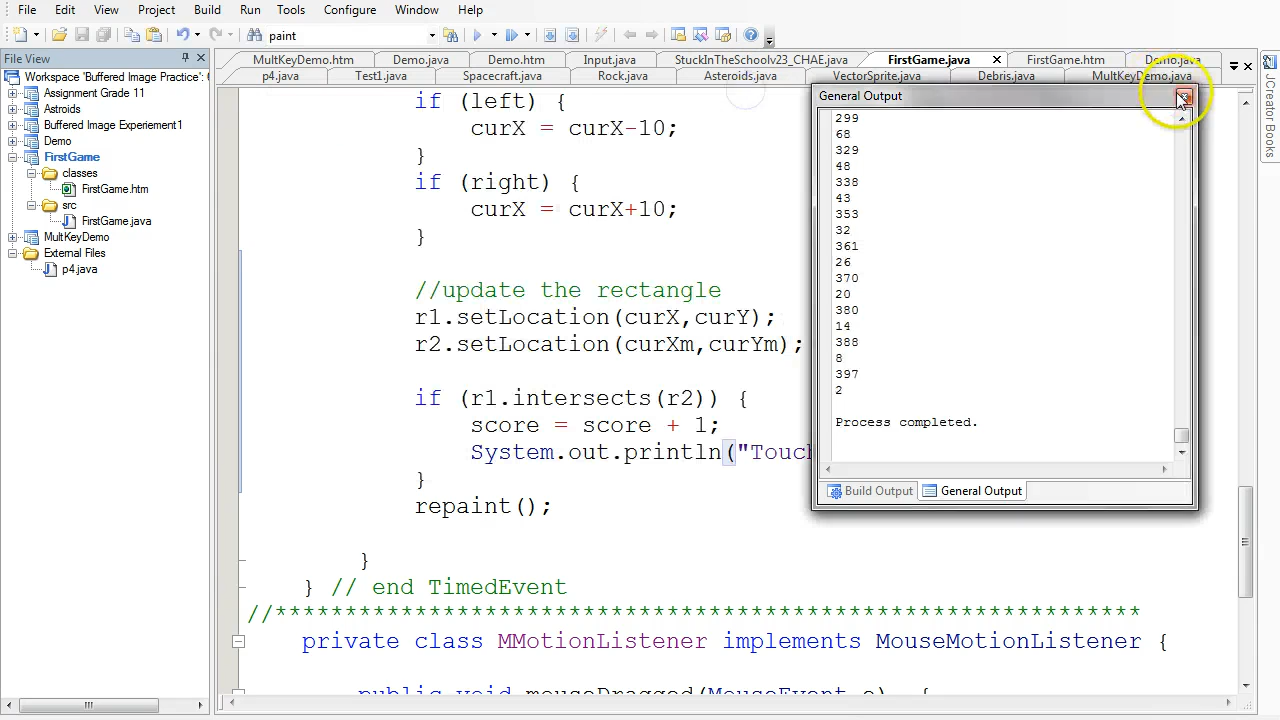 File Edit View Project Build Run Tools Configure Window Help
paint
File View
Workspace 'Buffered Image Practice':
Assignment Grade 11
Astroids
Buffered Image Experiement1
Demo
FirstGame
classes
FirstGame.htm
src
FirstGame.java
MultKeyDemo
External Files
p4.java
MultKeyDemo.htm Demo.java Demo.htm Input.java StuckInTheSchoolv23_CHAE.java FirstGame.java FirstGame.htm Demo.java
p4.java Test1.java Spacecraft.java Rock.java Asteroids.java VectorSprite.java Debris.java MultKeyDemo.java
if (left) {
curX = curX-10;
}
if (right) {
curX = curX+10;
}
//update the rectangle
r1.setLocation(curX,curY);
r2.setLocation(curXm,curYm);
if (r1.intersects(r2)) {
score = score + 1;
System.out.println("Touc
}
repaint();
}
} // end TimedEvent
//***************************************************************
private class MMotionListener implements MouseMotionListener {
public void mouseDragged(MouseEvent e) {
General Output
299
68
329
48
338
43
353
32
361
26
370
20
380
14
388
8
397
2
Process completed.
Build Output General Output
JCreator Books